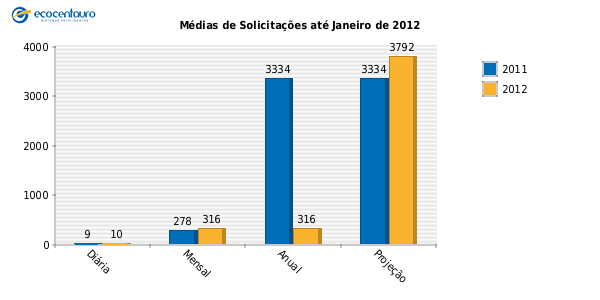 ecocentauro
Médias de Solicitações até Janeiro de 2012
4000
3000
2000
1000
0
9
10
278
316
3334
316
3334
3792
Diária
Mensal
Anual
Projeção
2011
2012